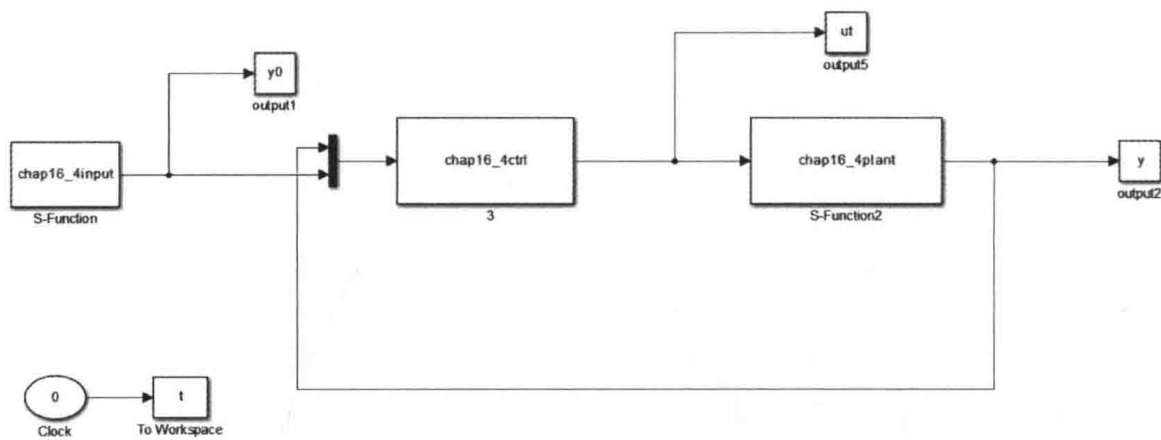 ut
output5
y0
output1
chap16_4input
S-Function
chap16_4ctrl
3
chap16_4plant
S-Function2
y
output2
0
Clock
t
To Workspace